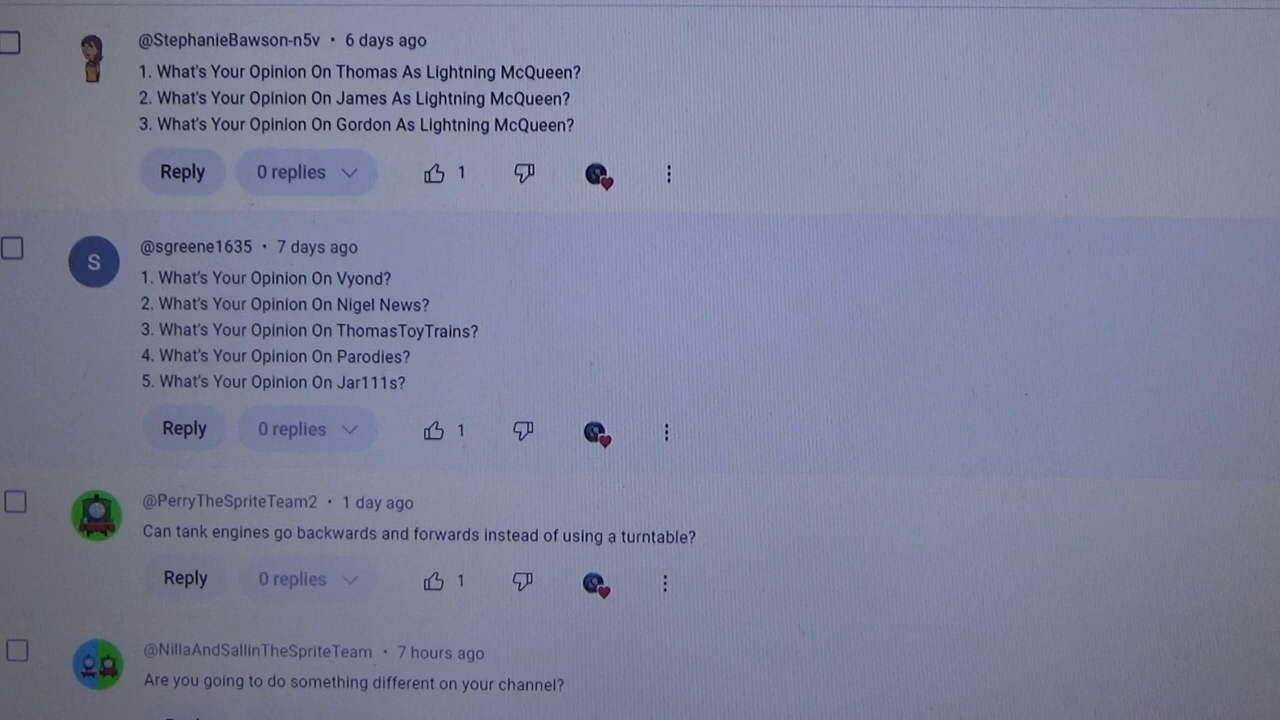 @StephanieBawson-n5v • 6 days ago
1. What's Your Opinion On Thomas As Lightning McQueen?
2. What's Your Opinion On James As Lightning McQueen?
3. What's Your Opinion On Gordon As Lightning McQueen?
Reply 0 replies 1
@sgreene1635 • 7 days ago
S
1. What's Your Opinion On Vyond?
2. What's Your Opinion On Nigel News?
3. What's Your Opinion On ThomasToyTrains?
4. What's Your Opinion On Parodies?
5. What's Your Opinion On Jar111s?
Reply 0 replies 1
@PerryTheSpriteTeam2 • 1 day ago
Can tank engines go backwards and forwards instead of using a turntable?
Reply 0 replies 1
@NillaAndSallinTheSpriteTeam • 7 hours ago
Are you going to do something different on your channel?